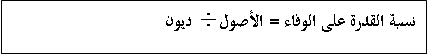 نسبة القدرة على الوفاء = الأصول ÷ ديون